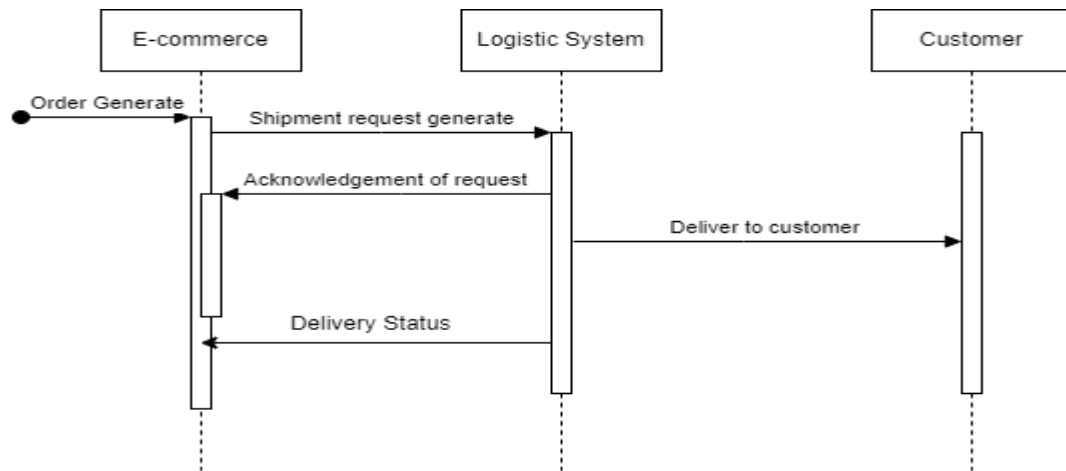 E-commerce
Logistic System
Customer
Order Generate
Shipment request generate
Acknowledgement of request
Deliver to customer
Delivery Status